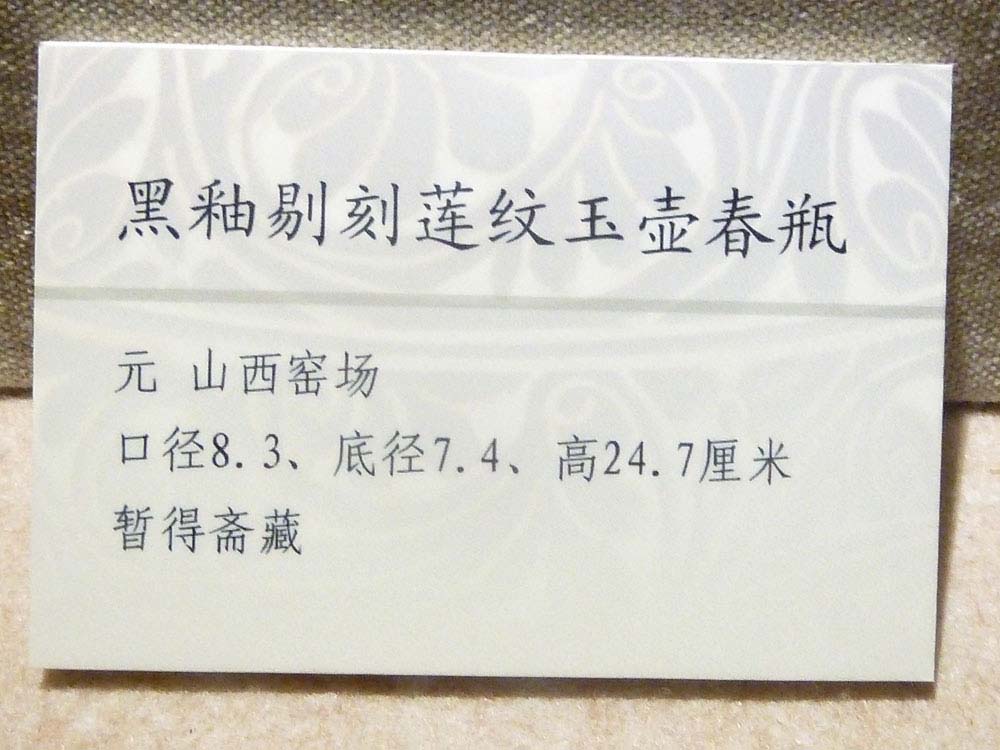 黑釉剔刻莲纹玉壶春瓶
元 山西窑场
口径8.3、底径7.4、高24.7厘米
暂得斋藏